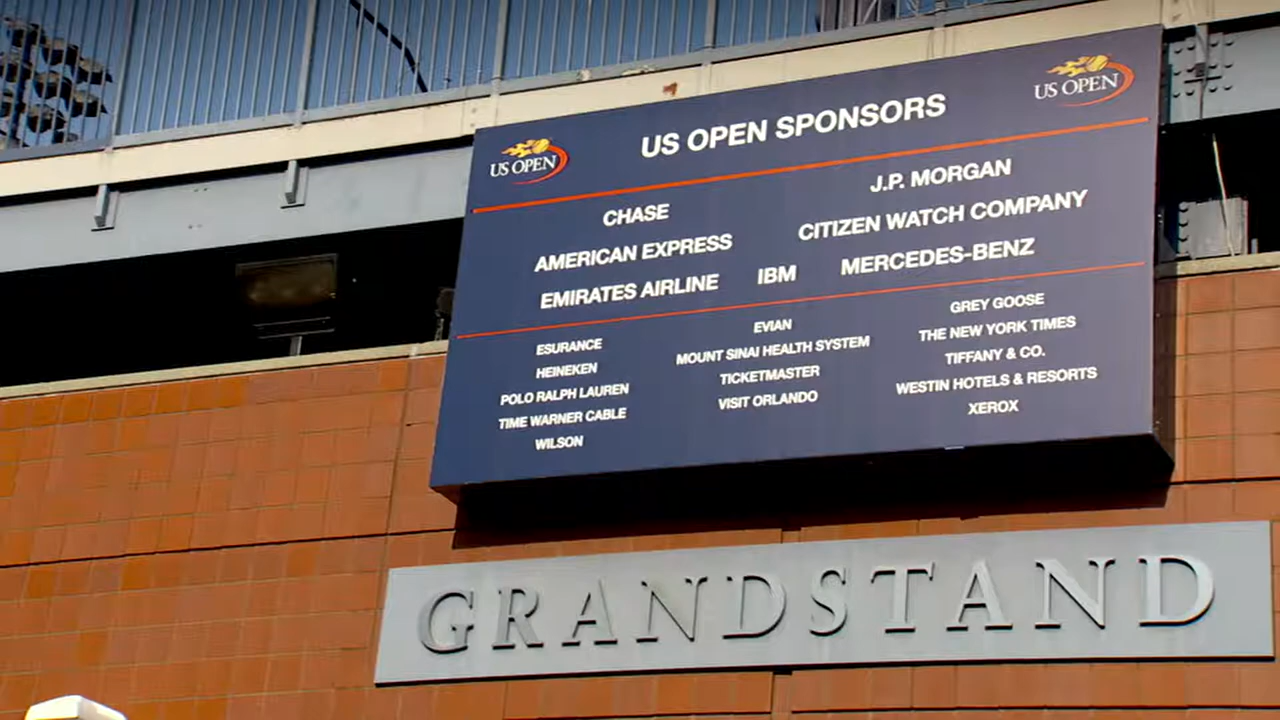 US OPEN
US OPEN SPONSORS
US OPEN
CHASE
J.P. MORGAN
AMERICAN EXPRESS
CITIZEN WATCH COMPANY
EMIRATES AIRLINE IBM MERCEDES-BENZ
ESURANCE
HEINEKEN
POLO RALPH LAUREN
TIME WARNER CABLE
WILSON
EVIAN
MOUNT SINAI HEALTH SYSTEM
TICKETMASTER
VISIT ORLANDO
GREY GOOSE
THE NEW YORK TIMES
TIFFANY & CO.
WESTIN HOTELS & RESORTS
XEROX
GRANDSTAND